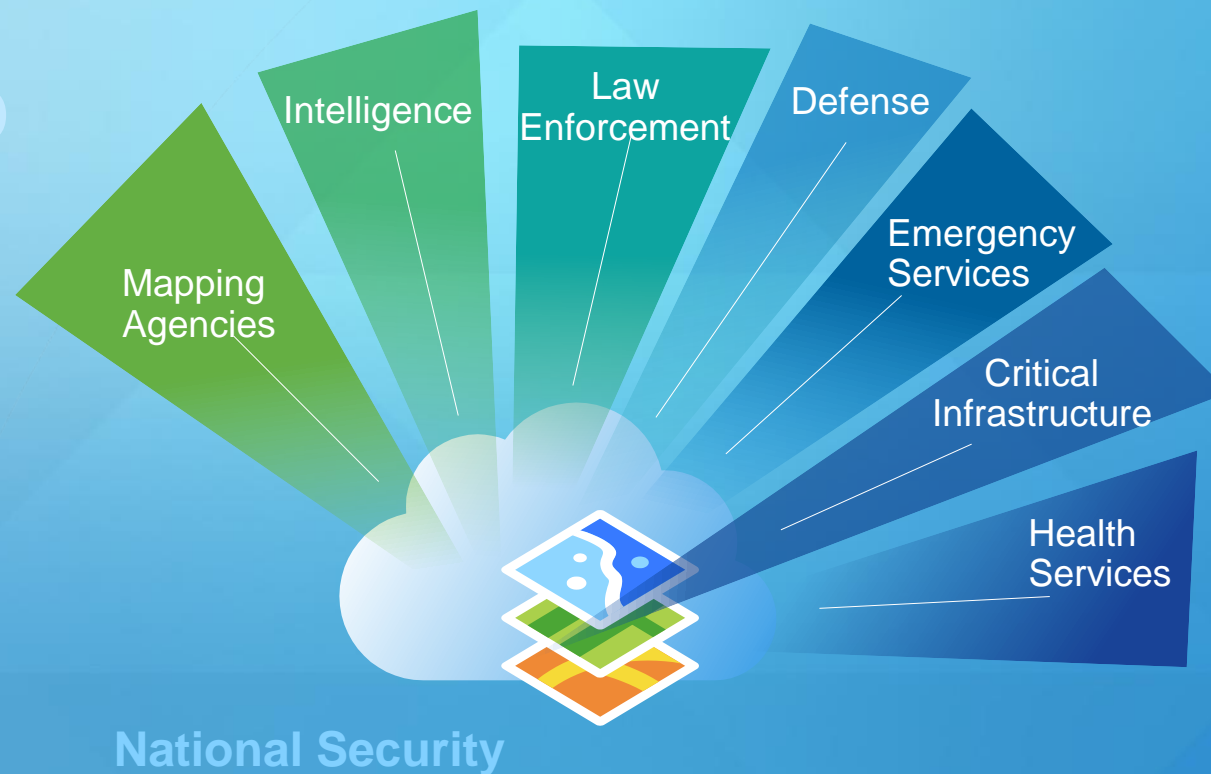 Mapping
Agencies
Intelligence
Law
Enforcement
Defense
Emergency
Services
Critical
Infrastructure
Health
Services
National Security